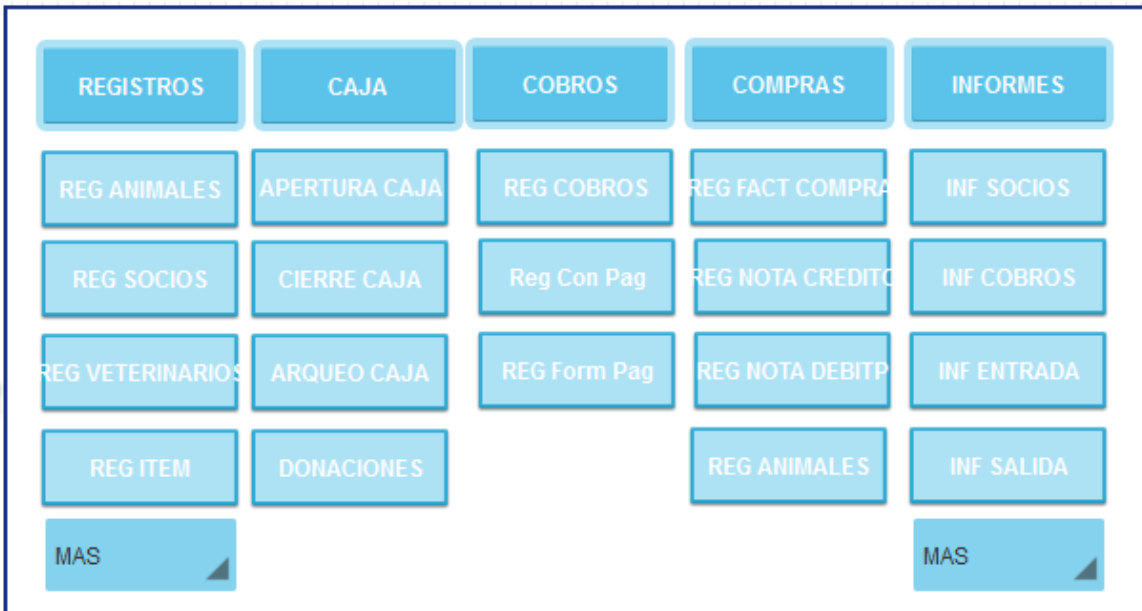 REGISTROS CAJA COBROS COMPRAS INFORMES
REG ANIMALES APERTURA CAJA REG COBROS REG FACT COMPRA INF SOCIOS
REG SOCIOS CIERRE CAJA Reg Con Pag REG NOTA CREDITO INF COBROS
REG VETERINARIOS ARQUEO CAJA REG Form Pag REG NOTA DEBITP INF ENTRADA
REG ITEM DONACIONES REG ANIMALES INF SALIDA
MAS MAS